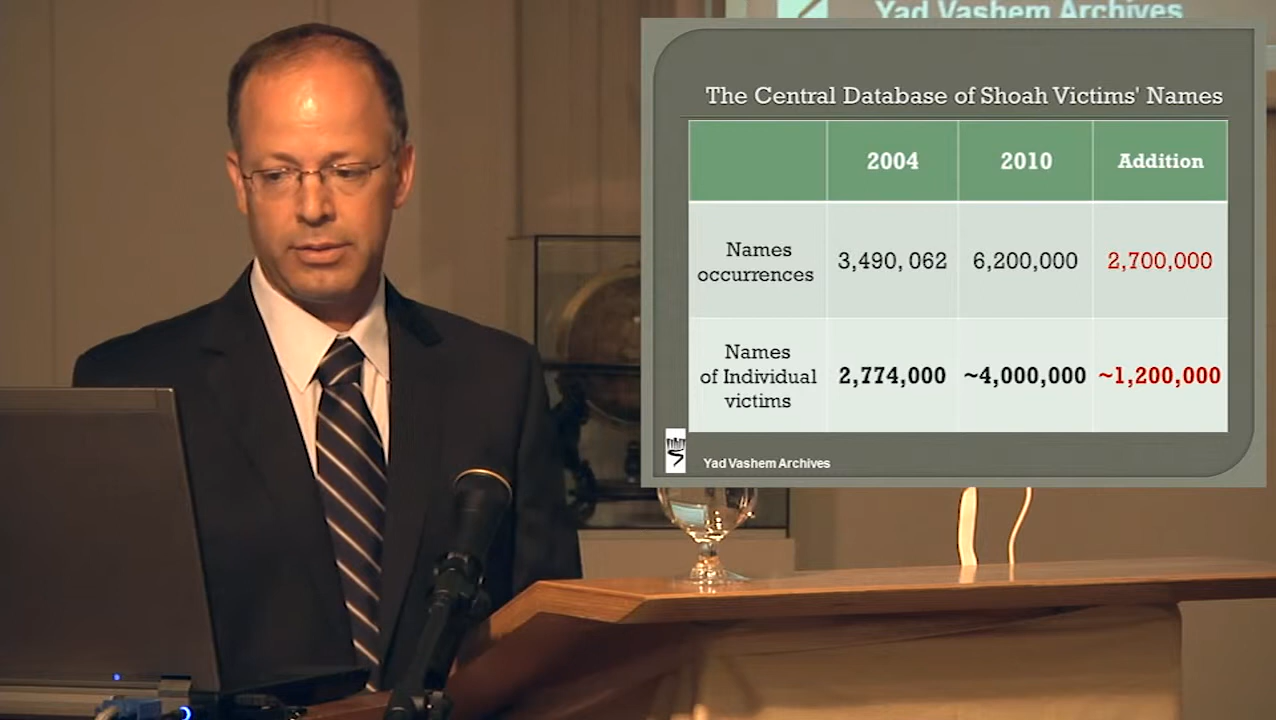 Yad Vashem Archives
The Central Database of Shoah Victims' Names
2004 2010 Addition
Names
occurrences
3,490, 062 6,200,000 2,700,000
Names
of Individual
victims
2,774,000 ~4,000,000 ~1,200,000
Yad Vashem Archives